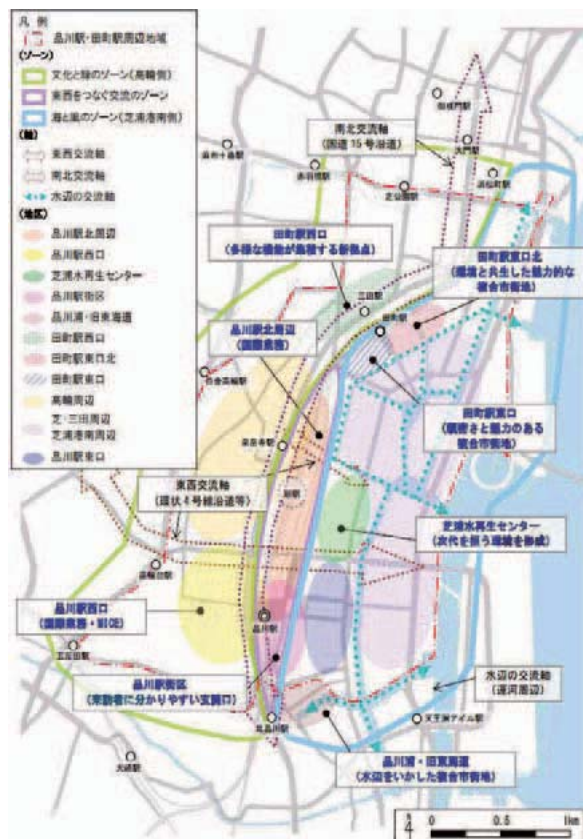 凡 例
品川駅・田町駅周辺地域
(ゾーン)
文化と緑のゾーン(高輪側)
東西をつなぐ交流のゾーン
海と風のゾーン(芝浦港南側)
(軸)
東西交流軸
南北交流軸
水辺の交流軸
(地区)
品川駅北周辺
品川駅西口
芝浦水再生センター
品川駅街区
品川浦・旧東海道
田町駅西口
田町駅東口北
田町駅東口
高輪周辺
芝・三田周辺
芝浦港南周辺
品川駅東口
御成門駅
南北交流軸
(国道15号沿道)
大門駅
麻布十番駅
赤羽橋駅
浜松町駅
芝公園駅
田町駅西口
(多様な機能が集積する新拠点)
田町駅東口北
(環境と共生した魅力的な
複合市街地)
三田駅
田町駅
品川駅北周辺
(国際業務)
白金高輪駅
田町駅東口
(親密さと魅力のある
複合市街地)
泉岳寺駅
新駅
東西交流軸
(環状4号線沿道等)
芝浦水再生センター
(次代を担う環境を形成)
高輪台駅
品川駅西口
(国際業務・MICE)
品川駅
五反田駅
品川駅街区
(来訪者に分かりやすい玄関口)
水辺の交流軸
(運河周辺)
北品川駅
天王洲アイル駅
大崎駅
品川浦・旧東海道
(水辺をいかした複合市街地)
0 0.5 1km